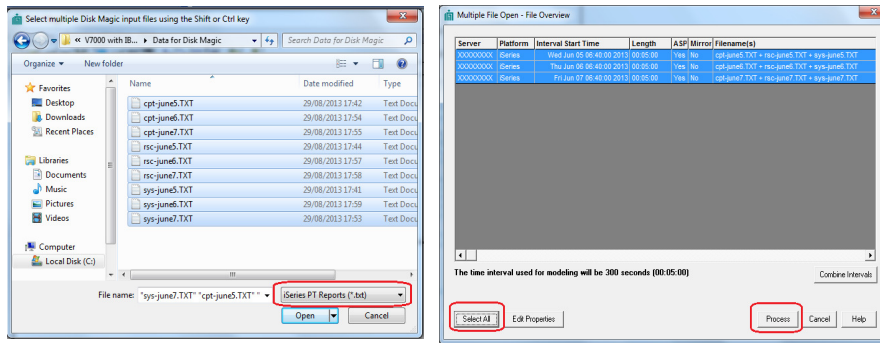 Select multiple Disk Magic input files using the Shift or Ctrl key
« V7000 with IB... ▸ Data for Disk Magic
Search Data for Disk Magic
Organize New folder
Favorites
Desktop
Downloads
Recent Places
Libraries
Documents
Music
Pictures
Videos
Computer
Local Disk (C:)
Name Date modified Type
cpt-june5.TXT 29/08/2013 17:42 Text Docu
cpt-june6.TXT 29/08/2013 17:54 Text Docu
cpt-june7.TXT 29/08/2013 17:55 Text Docu
rsc-june5.TXT 29/08/2013 17:44 Text Docu
rsc-june6.TXT 29/08/2013 17:57 Text Docu
rsc-june7.TXT 29/08/2013 17:58 Text Docu
sys-june5.TXT 29/08/2013 17:41 Text Docu
sys-june6.TXT 29/08/2013 17:59 Text Docu
sys-june7.TXT 29/08/2013 17:53 Text Docu
File name: "sys-june7.TXT" "cpt-june5.TXT" " iSeries PT Reports (*.txt)
Open Cancel
Multiple File Open - File Overview
Server Platform Interval Start Time Length ASP Mirror Filename(s)
XXXXXXXX iSeries Wed Jun 05 06:40:00 2013 00:05:00 Yes No cpt-june5.TXT + rsc-june5.TXT + sys-june5.TXT
XXXXXXXX iSeries Thu Jun 06 06:40:00 2013 00:05:00 Yes No cpt-june6.TXT + rsc-june6.TXT + sys-june6.TXT
XXXXXXXX iSeries Fri Jun 07 06:40:00 2013 00:05:00 Yes No cpt-june7.TXT + rsc-june7.TXT + sys-june7.TXT
The time interval used for modeling will be 300 seconds (00:05:00)
Combine Intervals
Select All Edit Properties Process Cancel Help